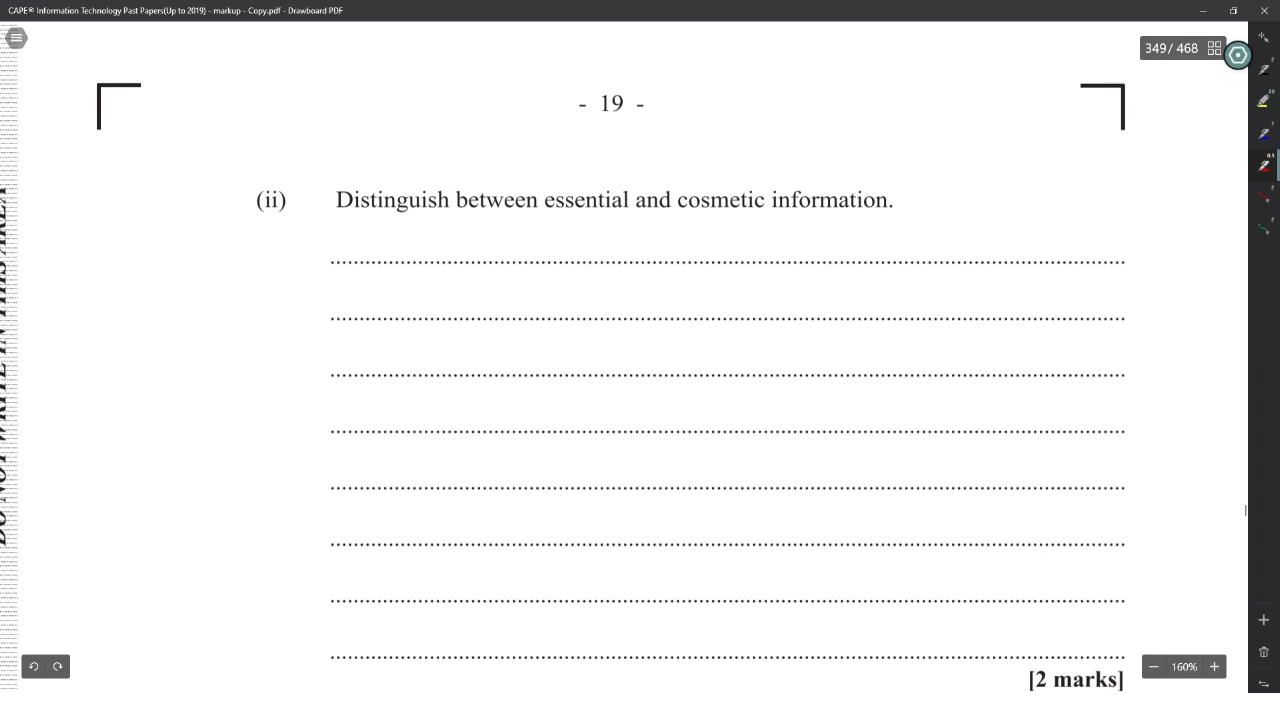 CAPE® Information Technology Past Papers(Up to 2019) - markup - Copy.pdf - Drawboard PDF
349 / 468
- 19 -
(ii) Distinguish between essential and cosmetic information.
[2 marks]
160%